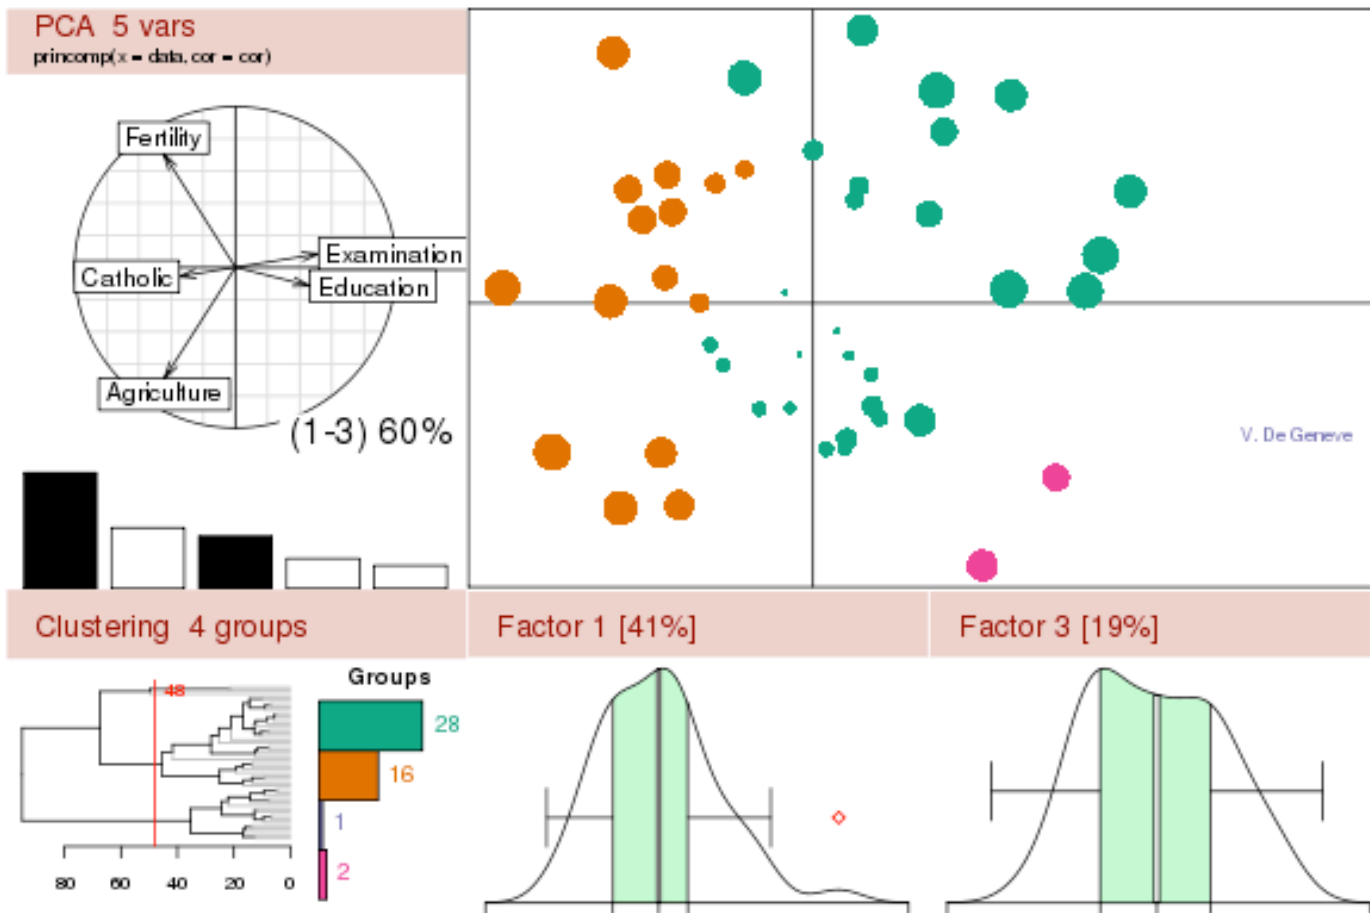 PCA 5 vars
princomp(x = data, cor = cor)
Fertility
Examination
Catholic
Education
Agriculture
(1-3) 60%
V. De Geneve
Clustering 4 groups
Factor 1 [41%]
Factor 3 [19%]
48
Groups
28
16
1
2
80 60 40 20 0